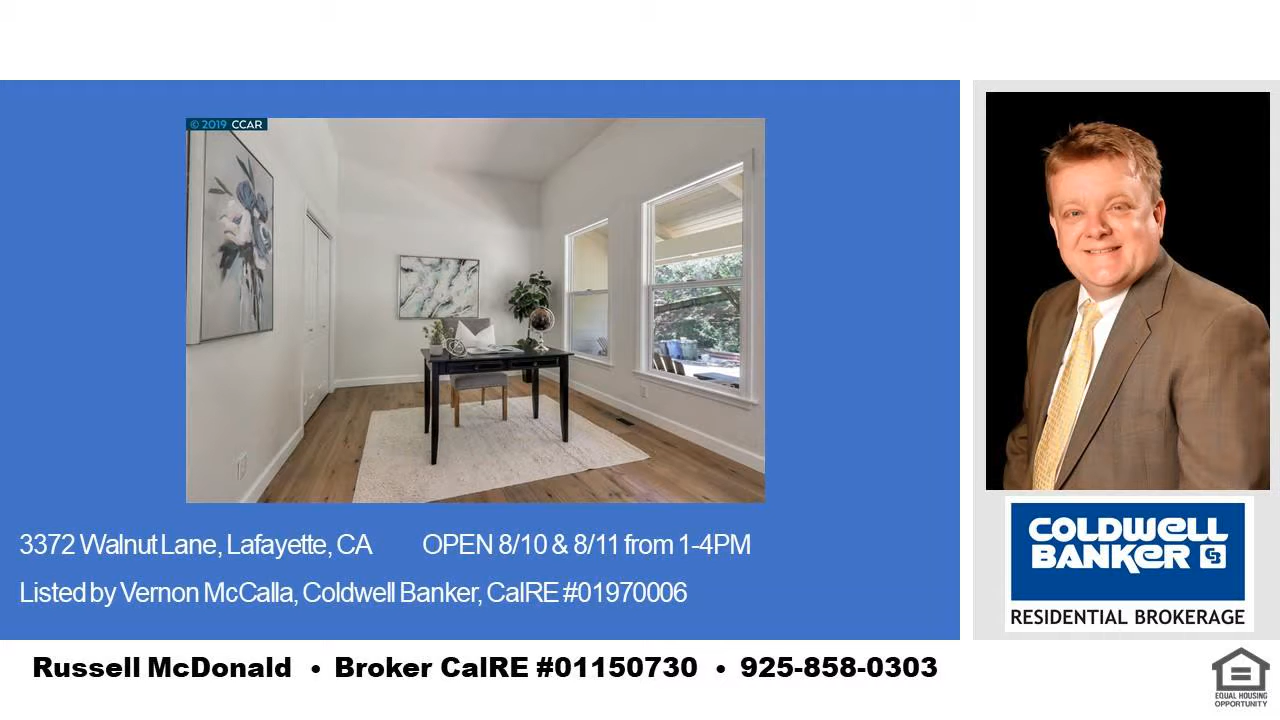 © 2019 CCAR
3372 Walnut Lane, Lafayette, CA OPEN 8/10 & 8/11 from 1-4PM
Listed by Vernon McCalla, Coldwell Banker, CalRE #01970006
COLDWELL
BANKER CB
RESIDENTIAL BROKERAGE
Russell McDonald • Broker CalRE #01150730 • 925-858-0303
EQUAL HOUSING
OPPORTUNITY